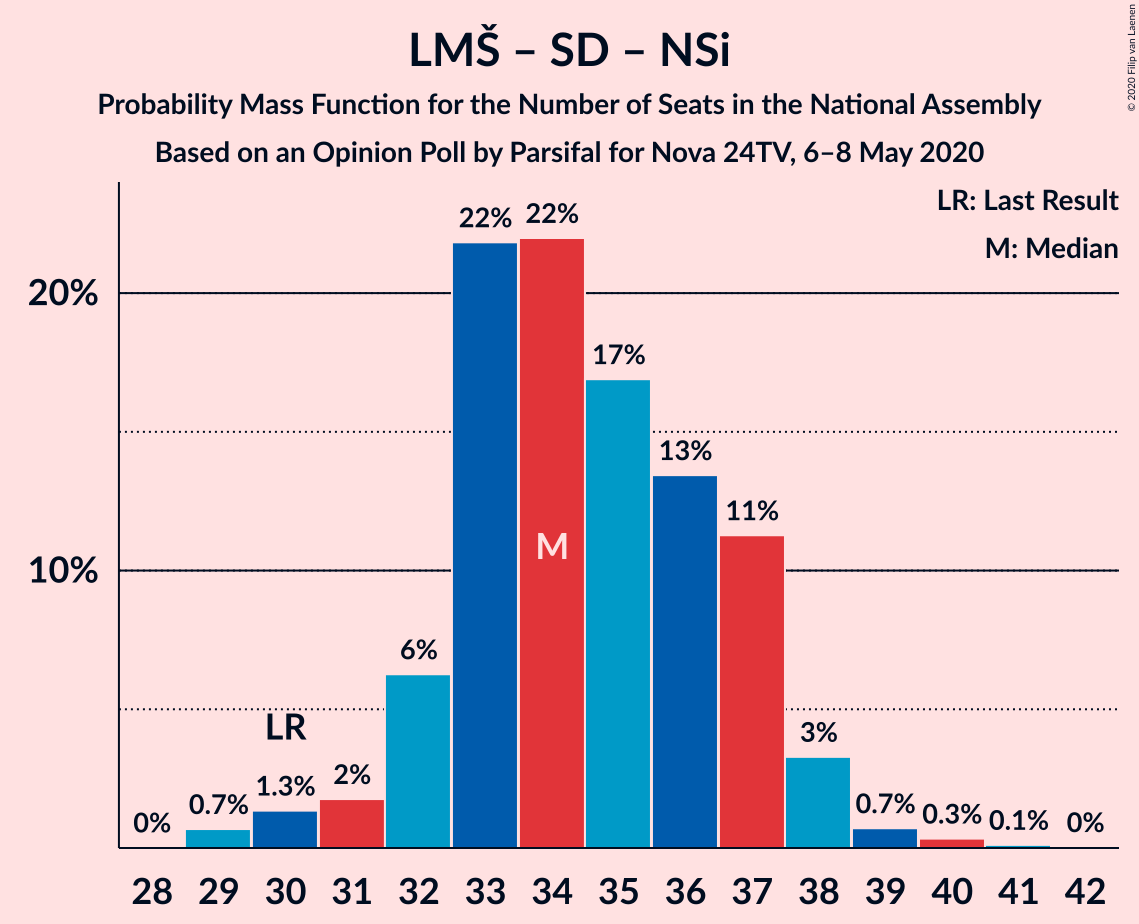 LMŠ – SD – NSi
Probability Mass Function for the Number of Seats in the National Assembly
Based on an Opinion Poll by Parsifal for Nova 24TV, 6–8 May 2020
© 2020 Filip van Laenen
LR: Last Result
M: Median
20%
10%
0%
0.7%
1.3%
2%
6%
22%
22%
17%
13%
11%
3%
0.7%
0.3%
0.1%
0%
LR
M
28 29 30 31 32 33 34 35 36 37 38 39 40 41 42